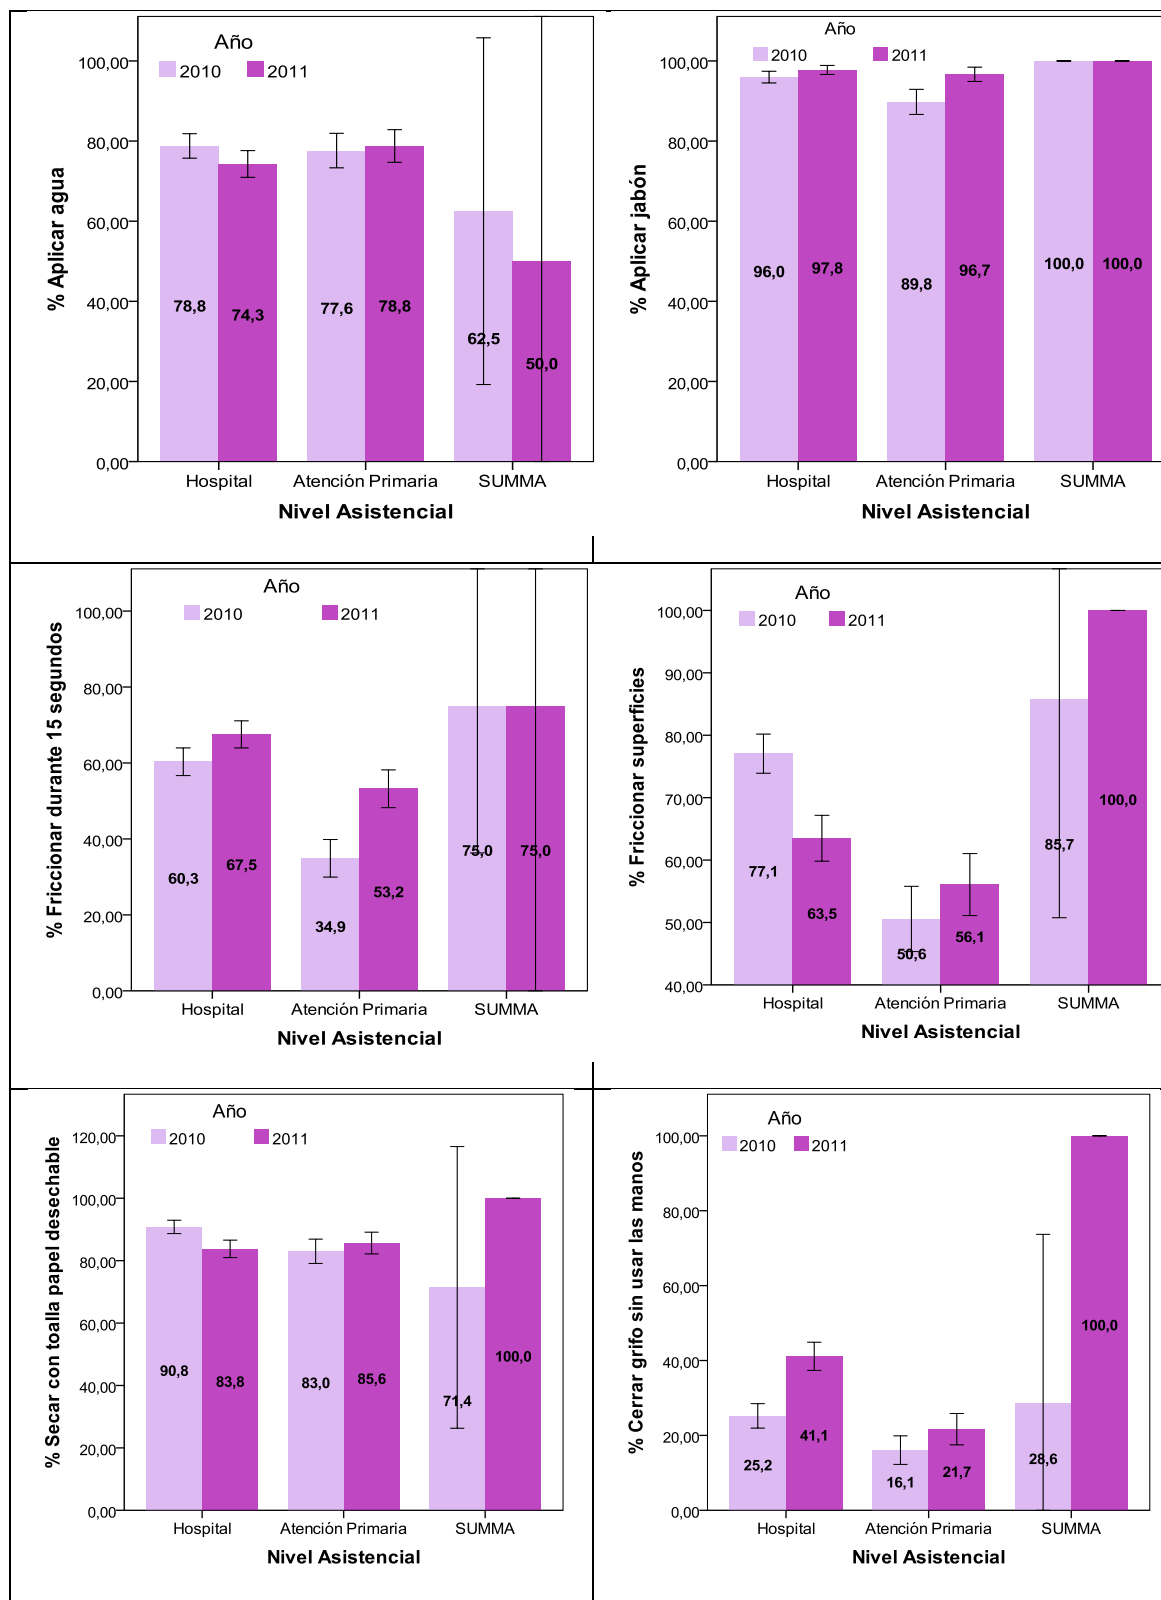 Año
2010 2011
% Aplicar agua
100,00
80,00
60,00
40,00
20,00
0,00
78,8 74,3 77,6 78,8 62,5 50,0
Hospital Atención Primaria SUMMA
Nivel Asistencial
Año
2010 2011
% Aplicar jabón
100,00
80,00
60,00
40,00
20,00
0,00
96,0 97,8 89,8 96,7 100,0 100,0
Hospital Atención Primaria SUMMA
Nivel Asistencial
Año
2010 2011
% Friccionar durante 15 segundos
100,00
80,00
60,00
40,00
20,00
0,00
60,3 67,5 34,9 53,2 75,0 75,0
Hospital Atención Primaria SUMMA
Nivel Asistencial
Año
2010 2011
% Friccionar superficies
100,00
90,00
80,00
70,00
60,00
50,00
40,00
77,1 63,5 50,6 56,1 85,7 100,0
Hospital Atención Primaria SUMMA
Nivel Asistencial
Año
2010 2011
% Secar con toalla papel desechable
120,00
100,00
80,00
60,00
40,00
20,00
0,00
90,8 83,8 83,0 85,6 71,4 100,0
Hospital Atención Primaria SUMMA
Nivel Asistencial
Año
2010 2011
% Cerrar grifo sin usar las manos
100,00
80,00
60,00
40,00
20,00
0,00
25,2 41,1 16,1 21,7 28,6 100,0
Hospital Atención Primaria SUMMA
Nivel Asistencial